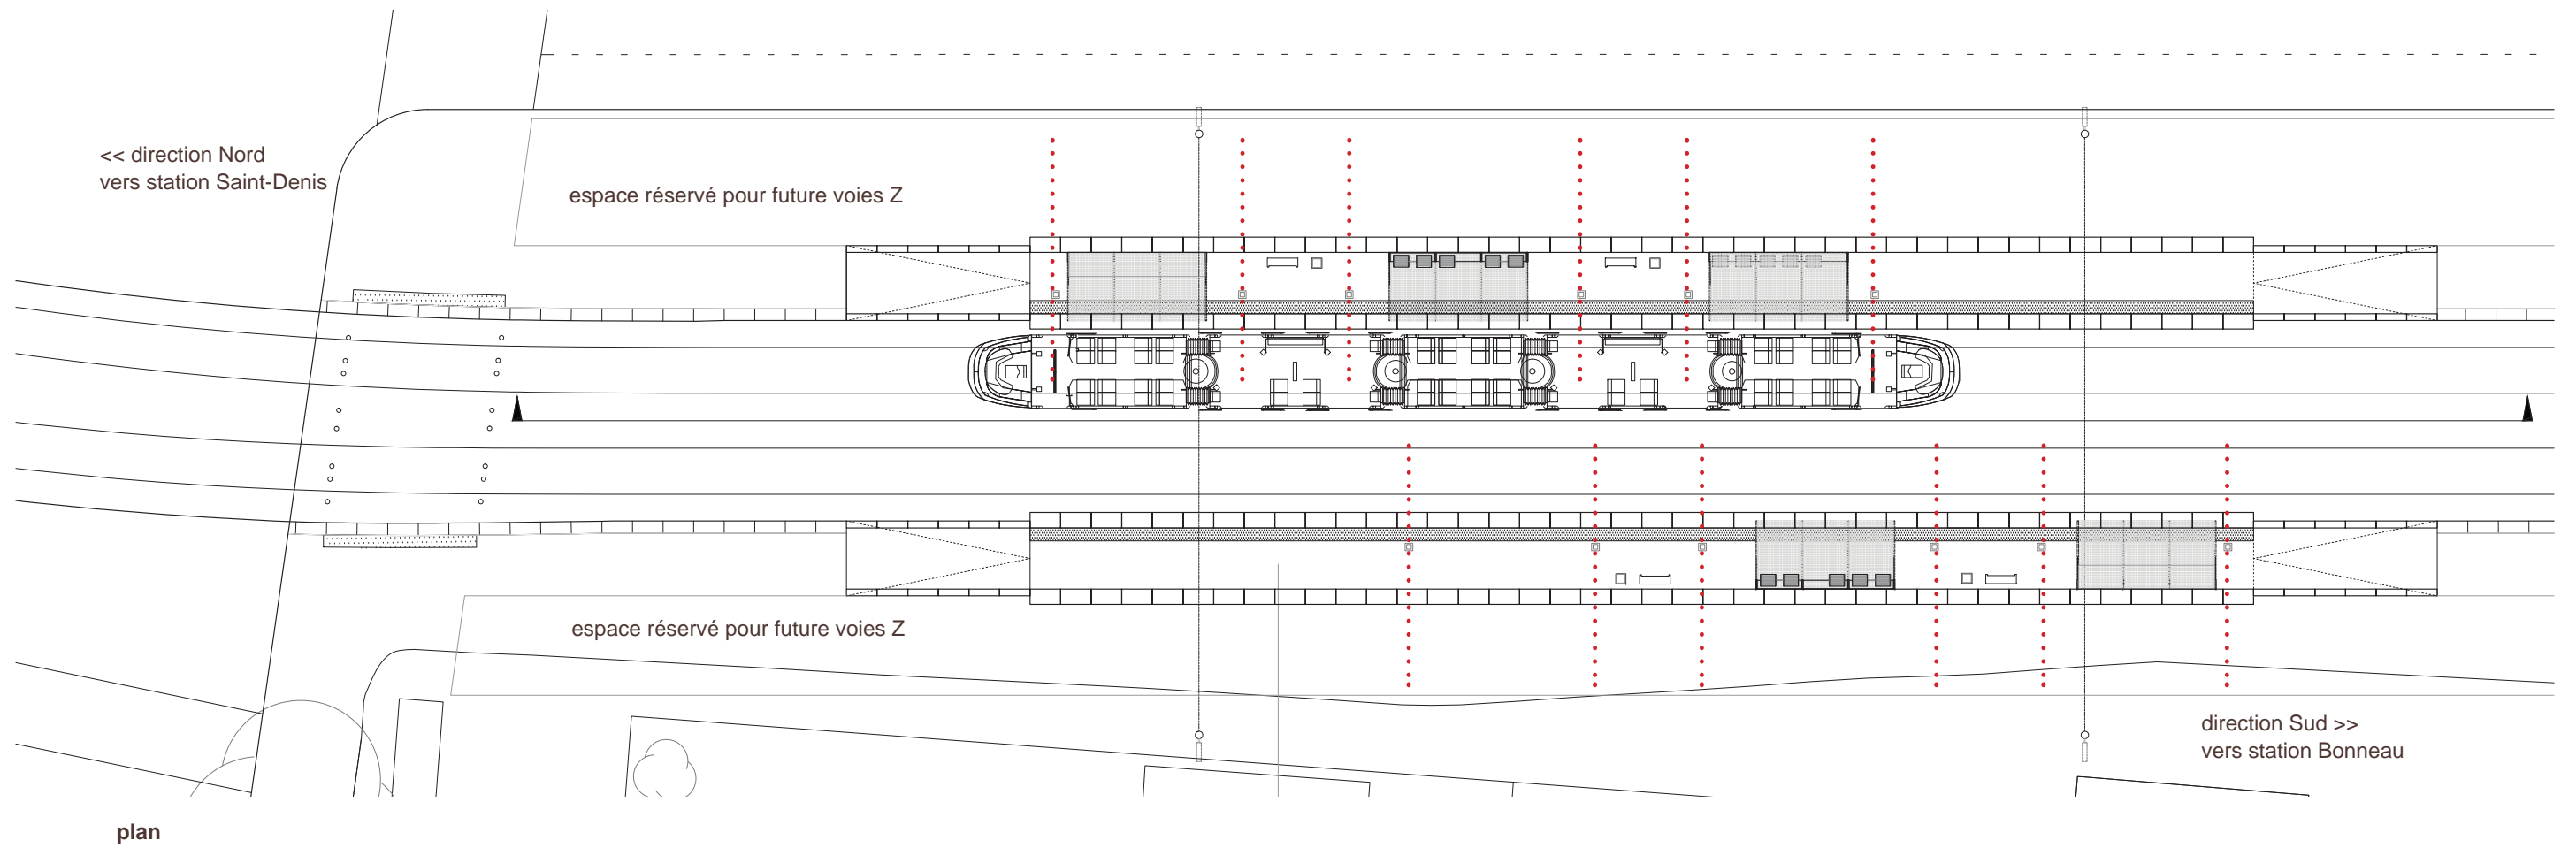 << direction Nord
vers station Saint-Denis
espace réservé pour future voies Z
espace réservé pour future voies Z
direction Sud >>
vers station Bonneau
plan